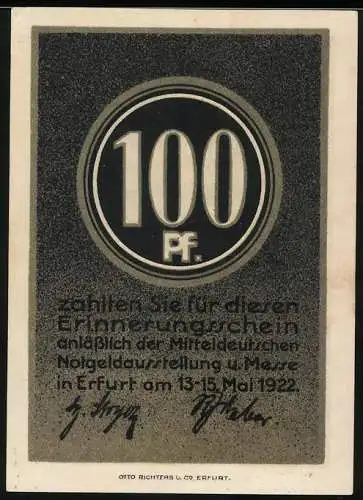 100
Pf.
zahlten Sie für diesen
Erinnerungsschein
anläßlich der Mitteldeutschen
Notgeldausstellung u. Messe
in Erfurt am 13-15. Mai 1922.
OTTO RICHTERS U. CO. ERFURT.